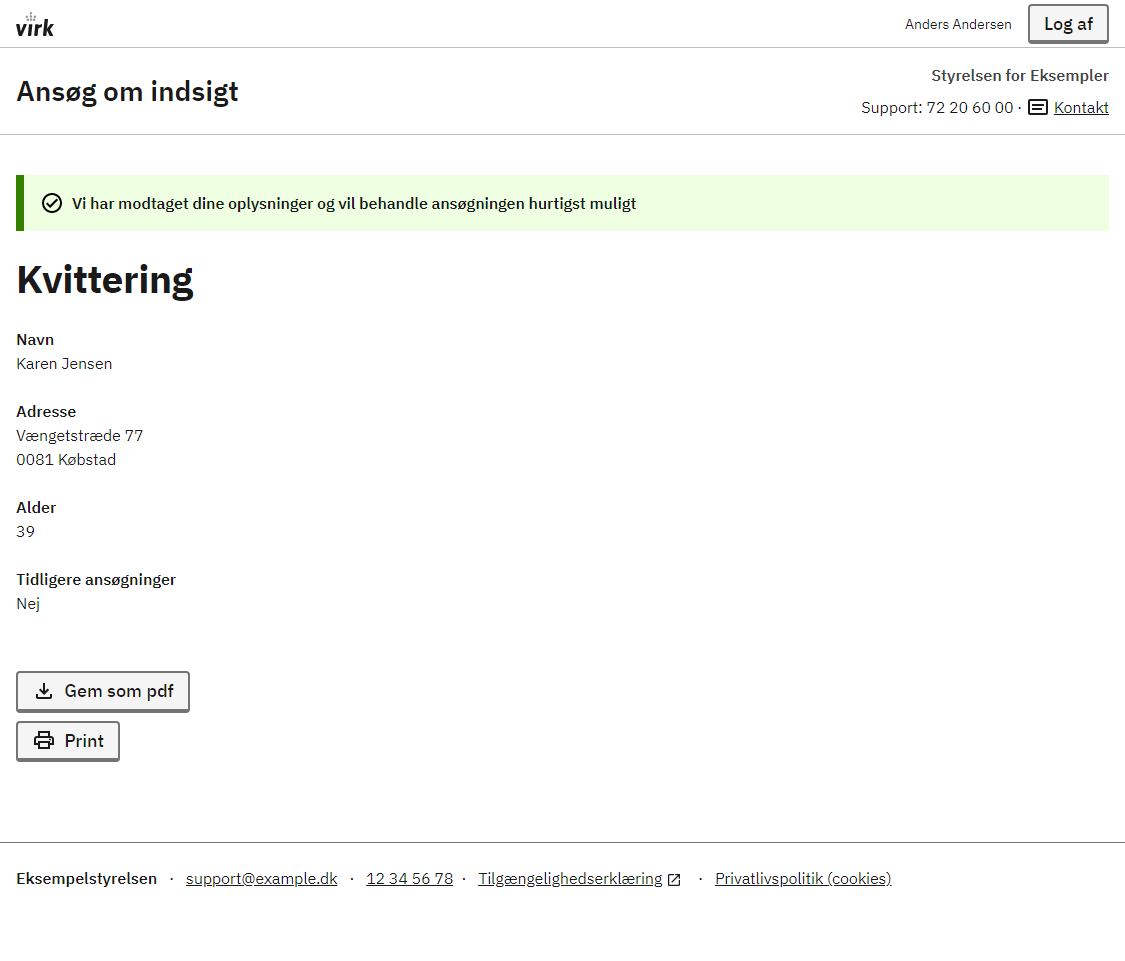 virk
Anders Andersen
Log af
Ansøg om indsigt
Styrelsen for Eksempler
Support: 72 20 60 00 · Kontakt
Vi har modtaget dine oplysninger og vil behandle ansøgningen hurtigst muligt
Kvittering
Navn
Karen Jensen
Adresse
Vængetstræde 77
0081 Købstad
Alder
39
Tidligere ansøgninger
Nej
Gem som pdf
Print
Eksempelstyrelsen · support@example.dk · 12 34 56 78 · Tilgængelighedserklæring · Privatlivspolitik (cookies)